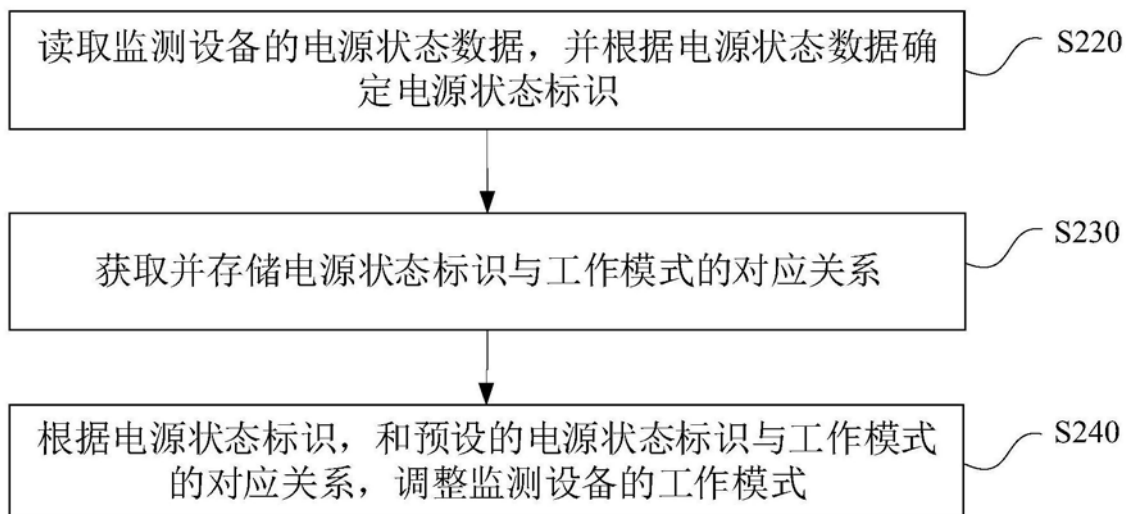 读取监测设备的电源状态数据，并根据电源状态数据确
定电源状态标识
S220
获取并存储电源状态标识与工作模式的对应关系
S230
根据电源状态标识，和预设的电源状态标识与工作模式
的对应关系，调整监测设备的工作模式
S240